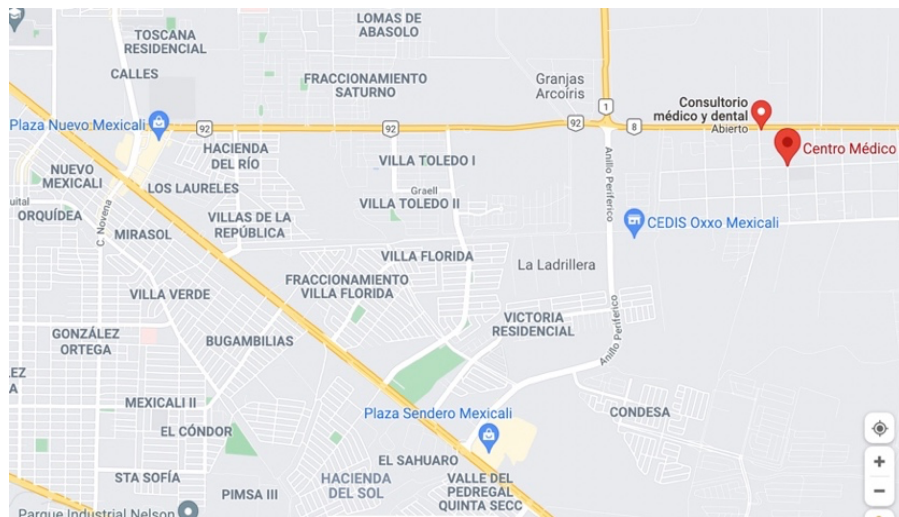 LOMAS DE
ABASOLO
TOSCANA
RESIDENCIAL
CALLES
FRACCIONAMIENTO
SATURNO
Granjas
Arcoíris
1
Consultorio
médico y dental
Abierto
Plaza Nuevo Mexicali
92
92
92
8
Centro Médico
HACIENDA
DEL RÍO
VILLA TOLEDO I
Anillo Periferico
NUEVO
MEXICALI
LOS LAURELES
Graell
VILLA TOLEDO II
ORQUÍDEA
C. Novena
MIRASOL
VILLAS DE LA
REPÚBLICA
CEDIS Oxxo Mexicali
VILLA FLORIDA
La Ladrillera
FRACCIONAMIENTO
VILLA FLORIDA
VILLA VERDE
VICTORIA
RESIDENCIAL
GONZÁLEZ
ORTEGA
BUGAMBILIAS
Anillo Periferico
MEXICALI II
Plaza Sendero Mexicali
CONDESA
EL CÓNDOR
EL SAHUARO
STA SOFÍA
HACIENDA
DEL SOL
VALLE DEL
PEDREGAL
QUINTA SECC
PIMSA III
Parque Industrial Nelson